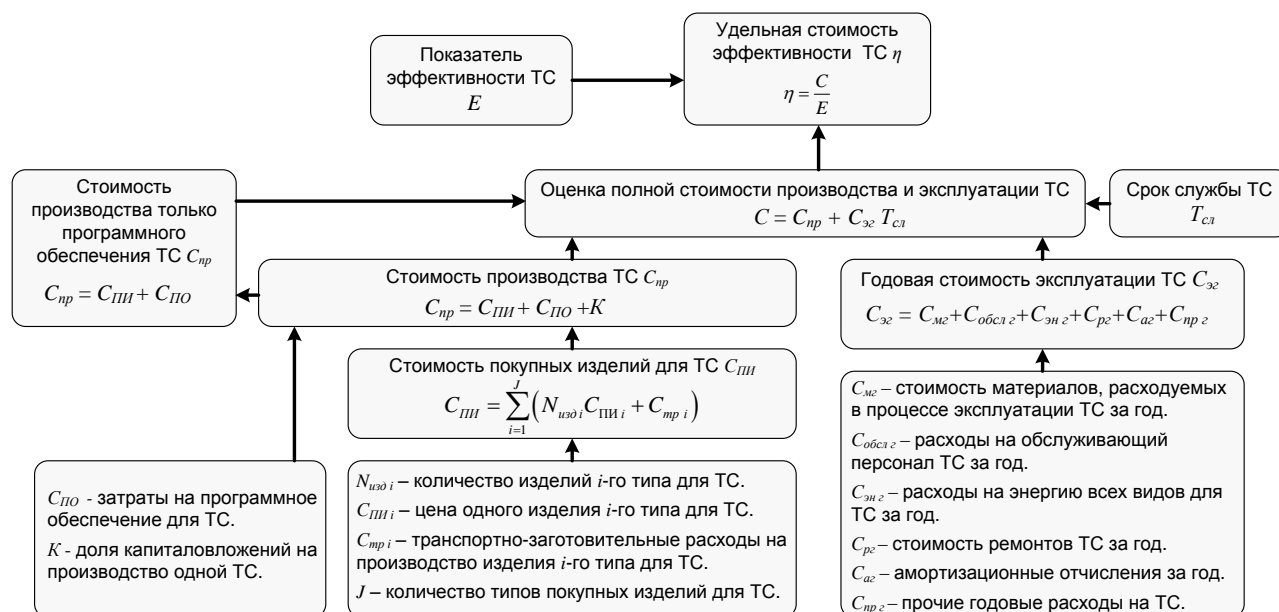 Показатель
эффективности ТС
E
Удельная стоимость
эффективности ТС η
η = C/E
Стоимость
производства только
программного
обеспечения ТС Cпр
Cпр = CПИ + CПО
Оценка полной стоимости производства и эксплуатации ТС
C = Cпр + Cэг Tсл
Срок службы ТС
Tсл
Стоимость производства ТС Cпр
Cпр = CПИ + CПО +К
Годовая стоимость эксплуатации ТС Cэг
Cэг = Cмг+Cобсл г+Cэн г+Cрг+Cаг+Cпр г
Стоимость покупных изделий для ТС CПИ
CПИ = ∑_{i=1}^{J} (Nизд i CПИ i + Cтр i)
CПО - затраты на программное
обеспечение для ТС.
К - доля капиталовложений на
производство одной ТС.
Nизд i – количество изделий i-го типа для ТС.
CПИ i – цена одного изделия i-го типа для ТС.
Cтр i – транспортно-заготовительные расходы на
производство изделия i-го типа для ТС.
J – количество типов покупных изделий для ТС.
Cмг – стоимость материалов, расходуемых
в процессе эксплуатации ТС за год.
Cобсл г – расходы на обслуживающий
персонал ТС за год.
Cэн г – расходы на энергию всех видов для
ТС за год.
Cрг – стоимость ремонтов ТС за год.
Cаг – амортизационные отчисления за год.
Cпр г – прочие годовые расходы на ТС.